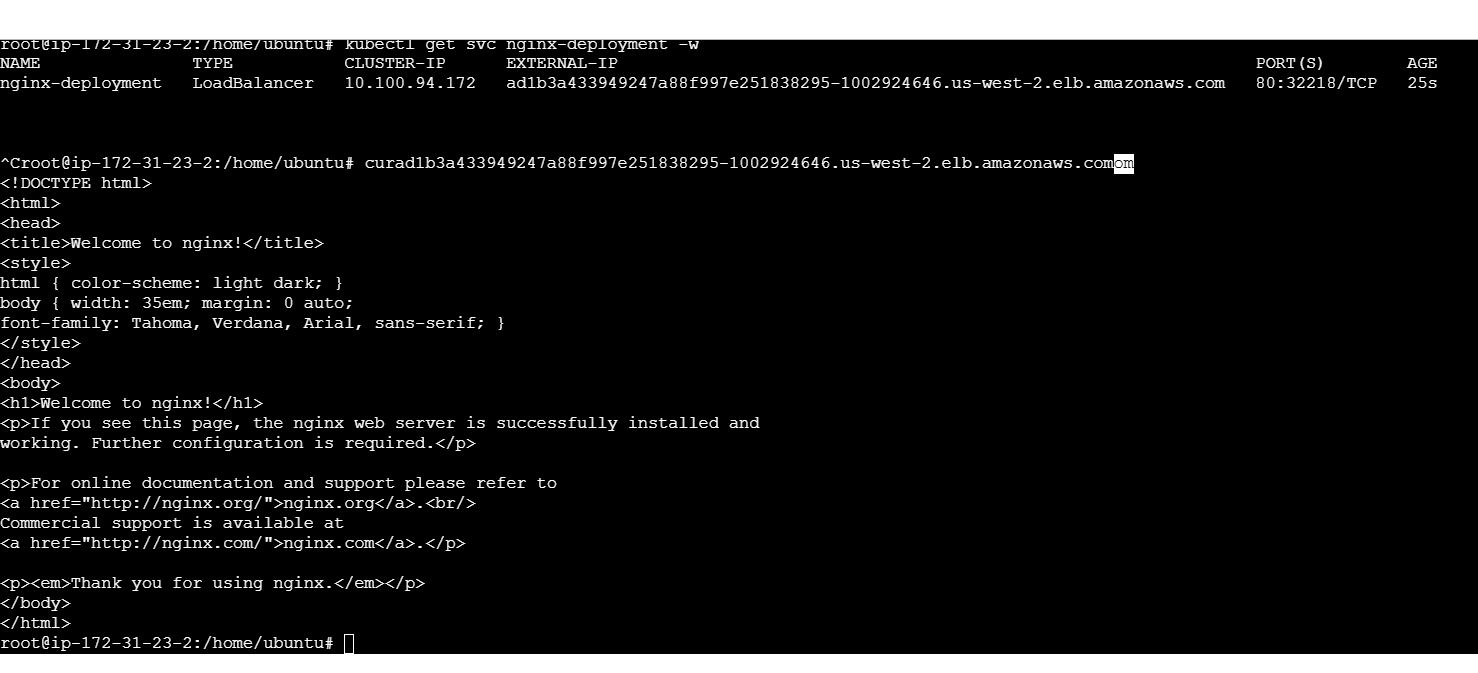 root@ip-172-31-23-2:/home/ubuntu# kubectl get svc nginx-deployment -w
NAME TYPE CLUSTER-IP EXTERNAL-IP PORT(S) AGE
nginx-deployment LoadBalancer 10.100.94.172 ad1b3a433949247a88f997e251838295-1002924646.us-west-2.elb.amazonaws.com 80:32218/TCP 25s
^Croot@ip-172-31-23-2:/home/ubuntu# curad1b3a433949247a88f997e251838295-1002924646.us-west-2.elb.amazonaws.comom
<!DOCTYPE html>
<html>
<head>
<title>Welcome to nginx!</title>
<style>
html { color-scheme: light dark; }
body { width: 35em; margin: 0 auto;
font-family: Tahoma, Verdana, Arial, sans-serif; }
</style>
</head>
<body>
<h1>Welcome to nginx!</h1>
<p>If you see this page, the nginx web server is successfully installed and
working. Further configuration is required.</p>
<p>For online documentation and support please refer to
<a href="http://nginx.org/">nginx.org</a>.<br/>
Commercial support is available at
<a href="http://nginx.com/">nginx.com</a>.</p>
<p><em>Thank you for using nginx.</em></p>
</body>
</html>
root@ip-172-31-23-2:/home/ubuntu#